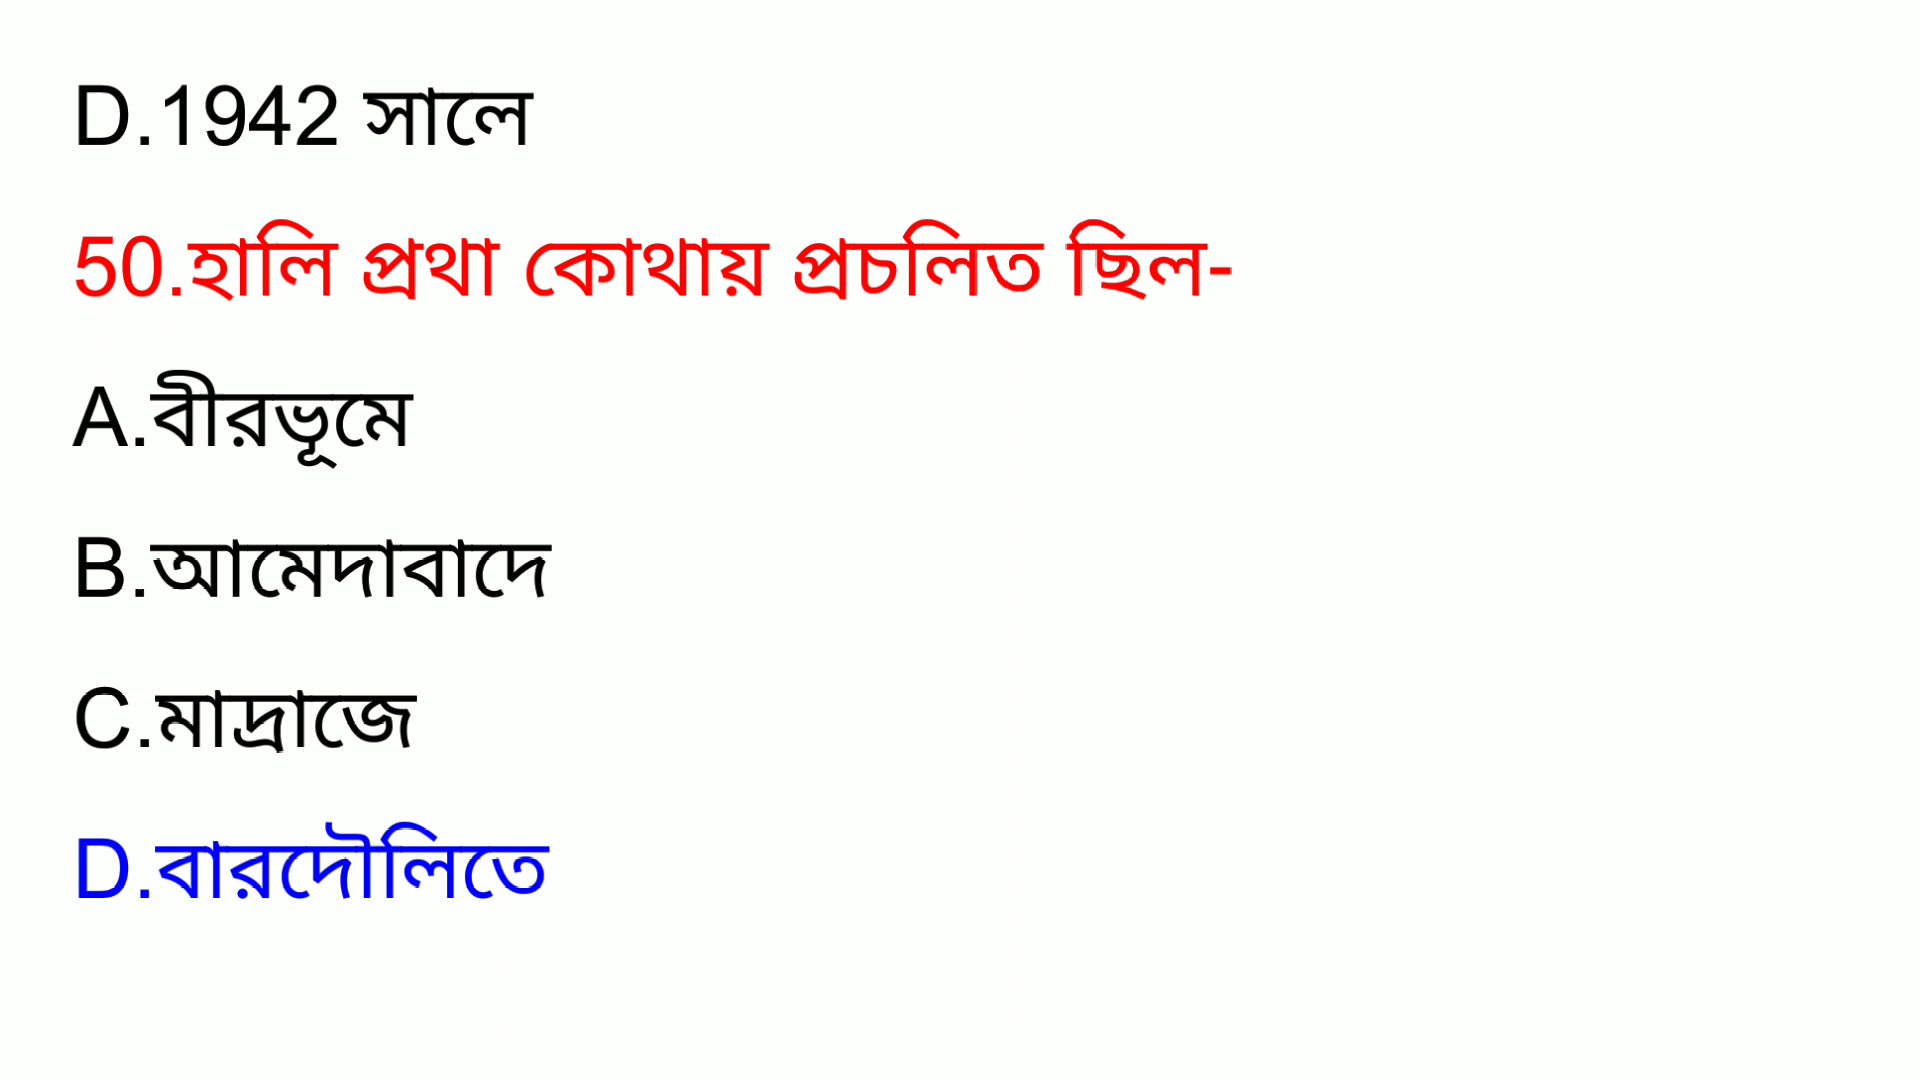 D.1942 সালে
50.হালি প্রথা কোথায় প্রচলিত ছিল-
A.বীরভূমে
B.আমেদাবাদে
C.মাদ্রাজে
D.বারদৌলিতে